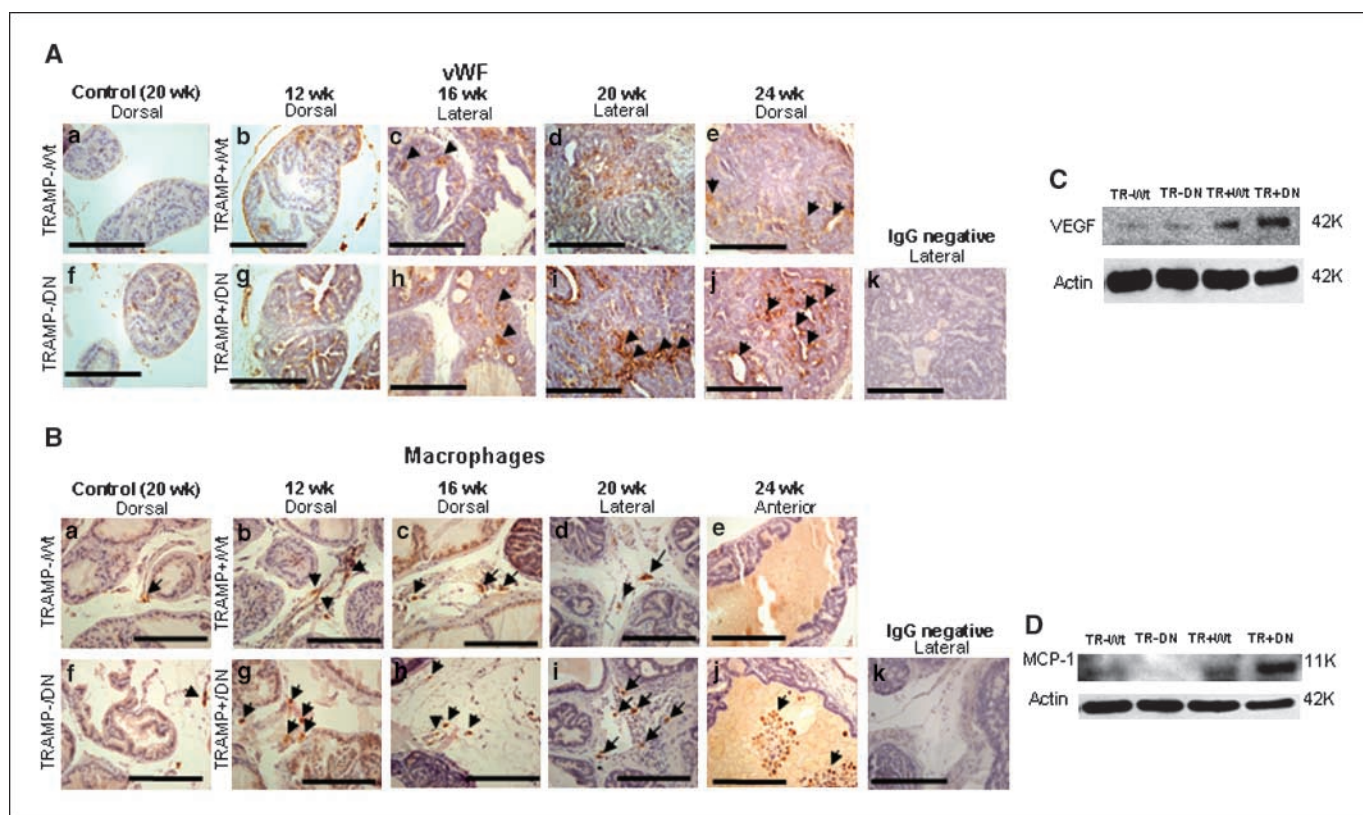 A
vWF
Control (20 wk) 12 wk 16 wk 20 wk 24 wk
Dorsal Dorsal Lateral Lateral Dorsal
TRAMP-/Wt a TRAMP+/Wt b c d e
IgG negative
Lateral
TRAMP-/DN f TRAMP+/DN g h i j k
C
TR-Wt TR-DN TR+Wt TR+DN
VEGF 42K
Actin 42K
B
Macrophages
Control (20 wk) 12 wk 16 wk 20 wk 24 wk
Dorsal Dorsal Dorsal Lateral Anterior
TRAMP-/Wt a TRAMP+/Wt b c d e
IgG negative
Lateral
TRAMP-/DN f TRAMP+/DN g h i j k
D
TR-Wt TR-DN TR+Wt TR+DN
MCP-1 11K
Actin 42K